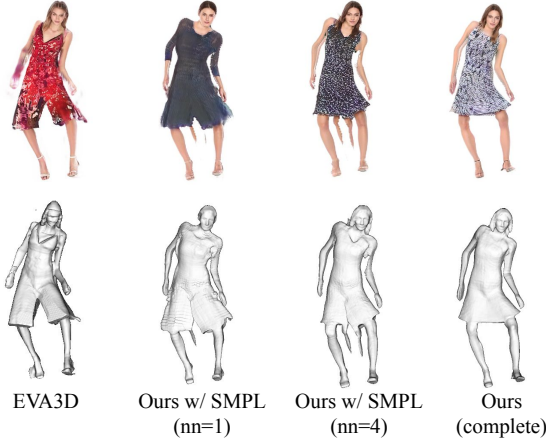 EVA3D
Ours w/ SMPL
(nn=1)
Ours w/ SMPL
(nn=4)
Ours
(complete)